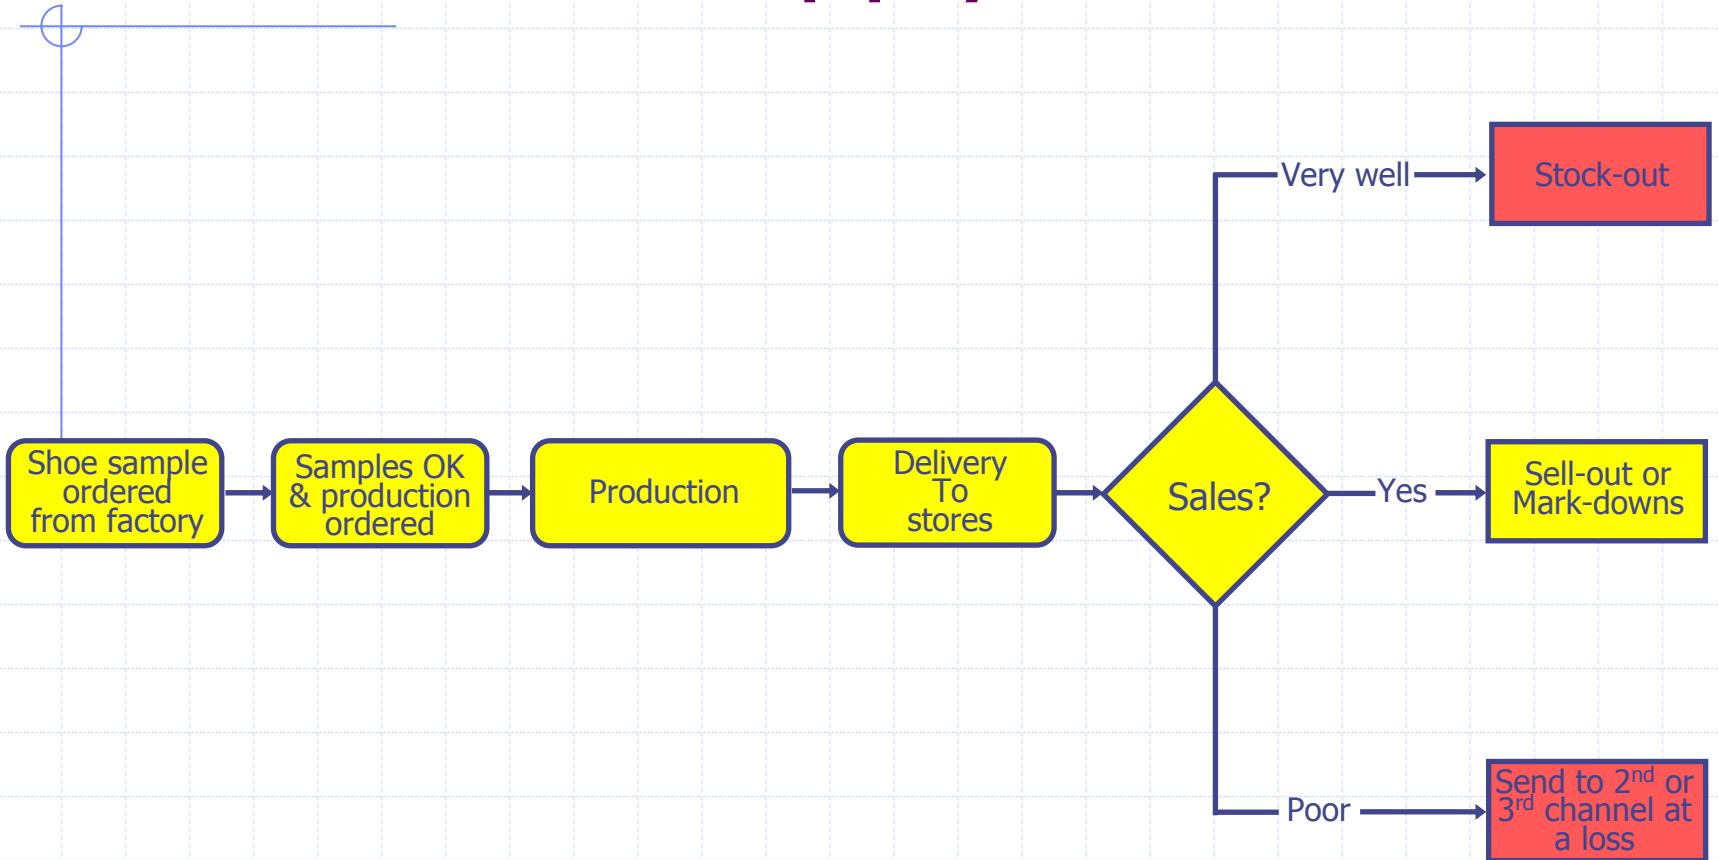 Very well
Stock-out
Shoe sample
ordered
from factory
Samples OK
& production
ordered
Production
Delivery
To
stores
Sales?
Yes
Sell-out or
Mark-downs
Poor
Send to 2nd or
3rd channel at
a loss